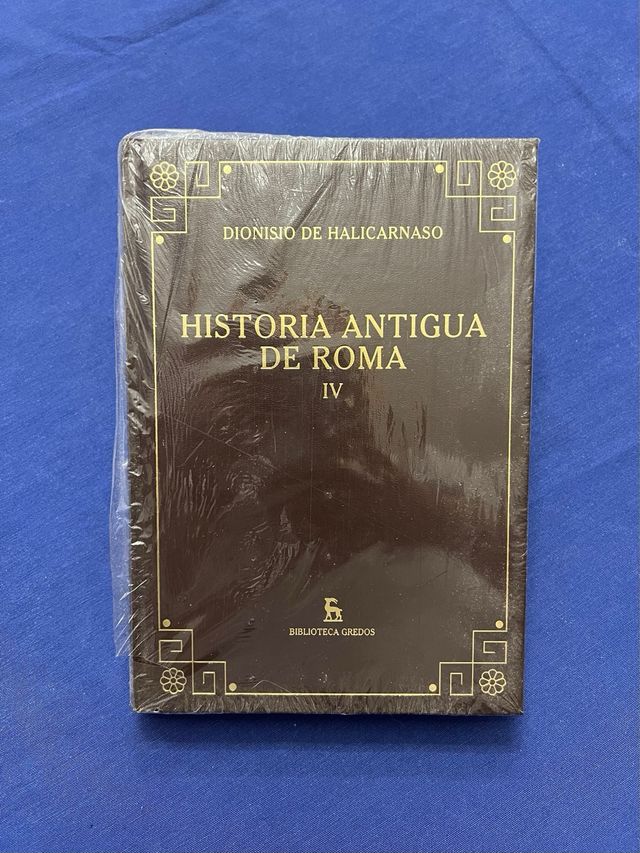 DIONISIO DE HALICARNASO
HISTORIA ANTIGUA
DE ROMA
IV
BIBLIOTECA GREDOS